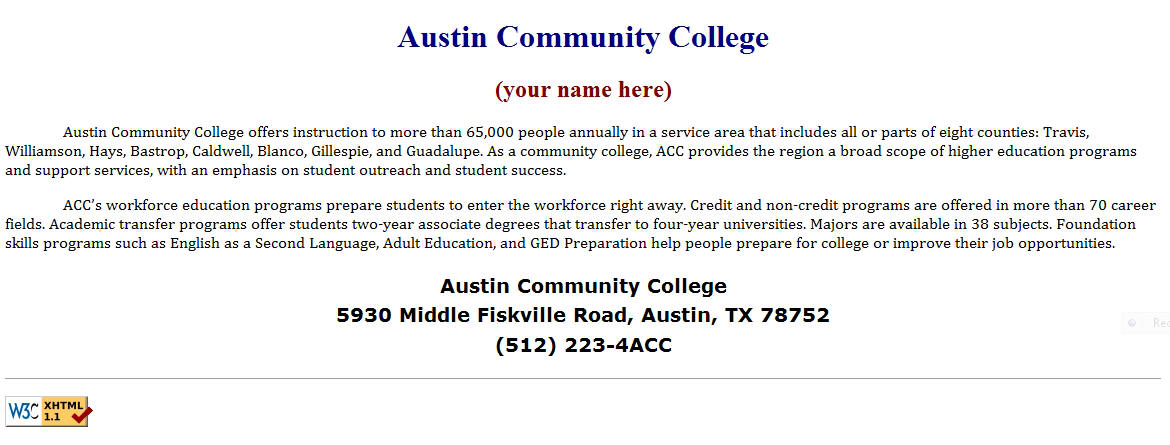 Austin Community College
(your name here)
Austin Community College offers instruction to more than 65,000 people annually in a service area that includes all or parts of eight counties: Travis,
Williamson, Hays, Bastrop, Caldwell, Blanco, Gillespie, and Guadalupe. As a community college, ACC provides the region a broad scope of higher education programs
and support services, with an emphasis on student outreach and student success.
ACC’s workforce education programs prepare students to enter the workforce right away. Credit and non-credit programs are offered in more than 70 career
fields. Academic transfer programs offer students two-year associate degrees that transfer to four-year universities. Majors are available in 38 subjects. Foundation
skills programs such as English as a Second Language, Adult Education, and GED Preparation help people prepare for college or improve their job opportunities.
Austin Community College
5930 Middle Fiskville Road, Austin, TX 78752
(512) 223-4ACC
W3C XHTML
1.1